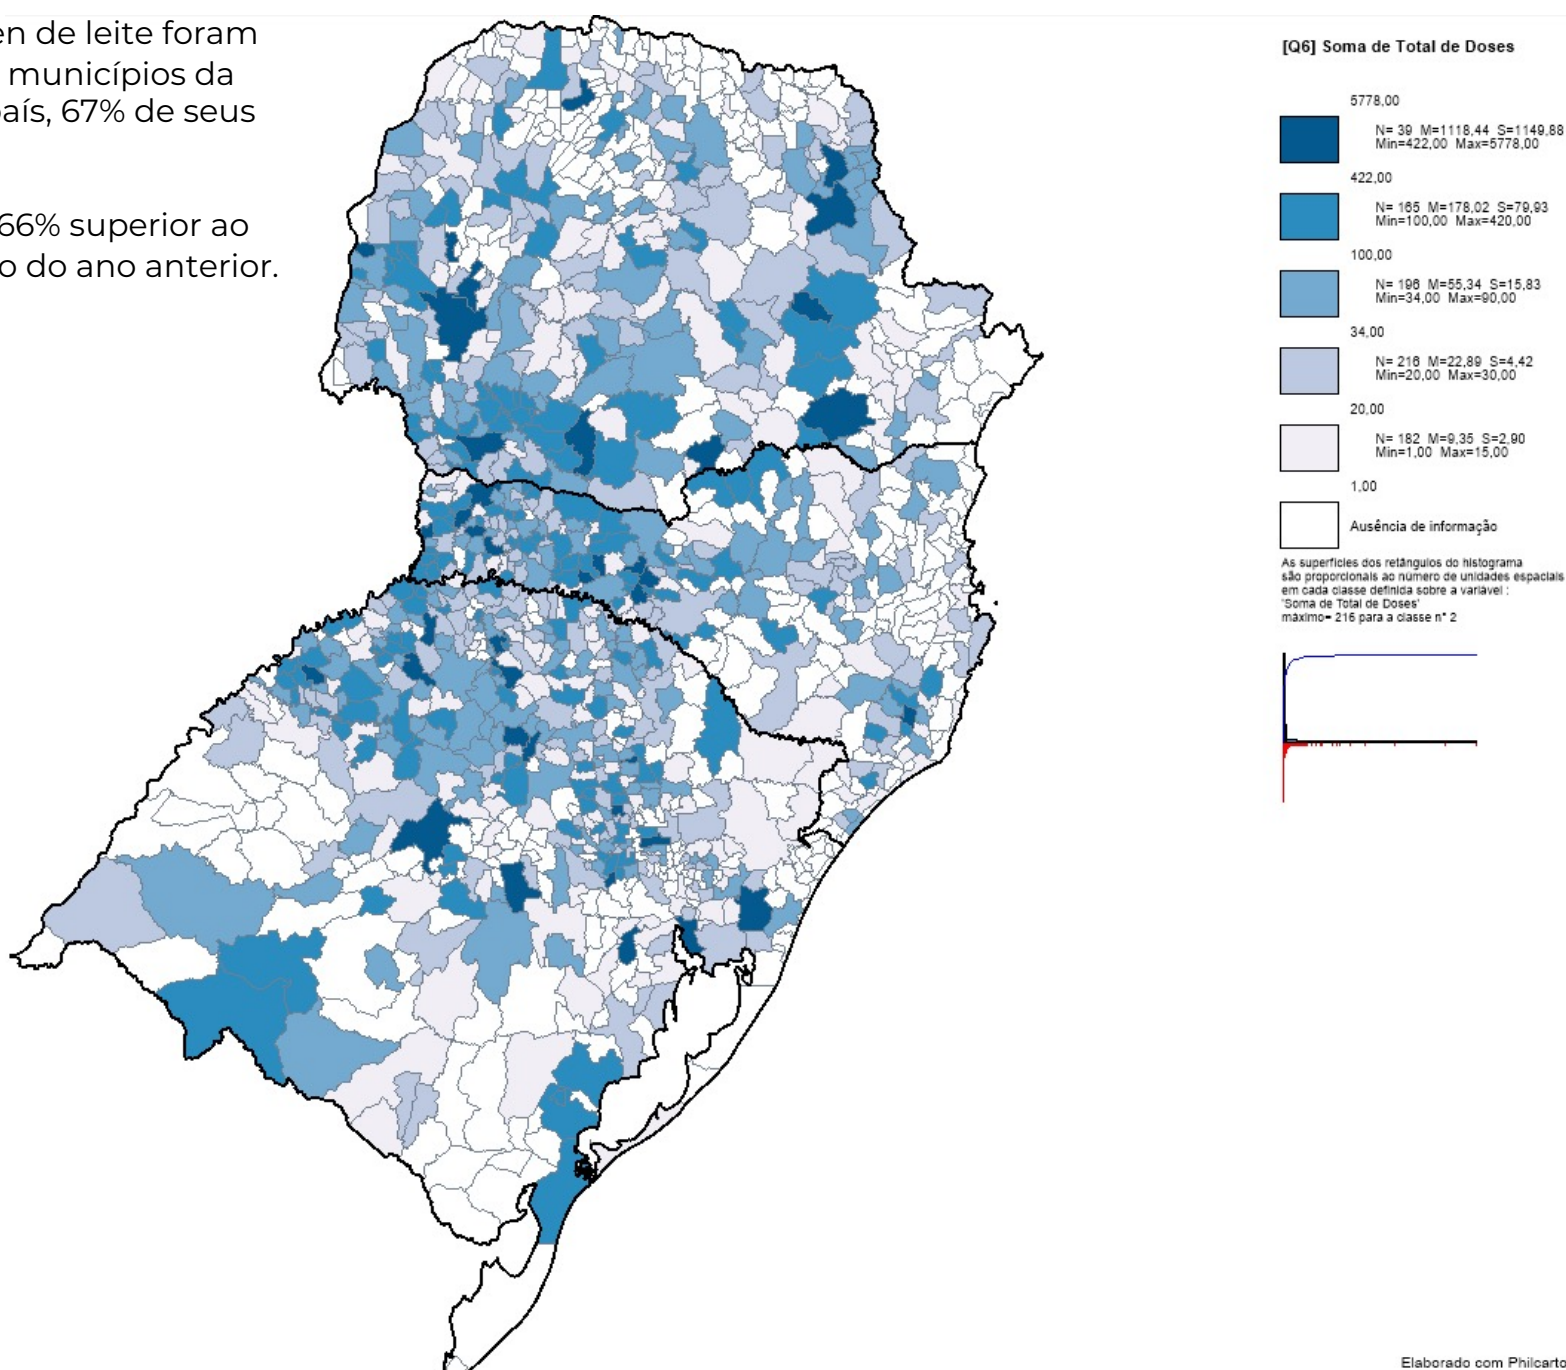 en de leite foram
municípios da
país, 67% de seus
66% superior ao
o do ano anterior.
[Q6] Soma de Total de Doses
5778,00
N= 39 M=1118,44 S=1149,88
Min=422,00 Max=5778,00
422,00
N= 165 M=178,02 S=79,93
Min=100,00 Max=420,00
100,00
N= 196 M=55,34 S=15,83
Min=34,00 Max=90,00
34,00
N= 216 M=22,89 S=4,42
Min=20,00 Max=30,00
20,00
N= 182 M=9,35 S=2,90
Min=1,00 Max=15,00
1,00
Ausência de informação
As superfícies dos retângulos do histograma
são proporcionais ao número de unidades espaciais
em cada classe definida sobre a variável :
'Soma de Total de Doses'
máximo= 216 para a classe n° 2
Elaborado com Philcarto